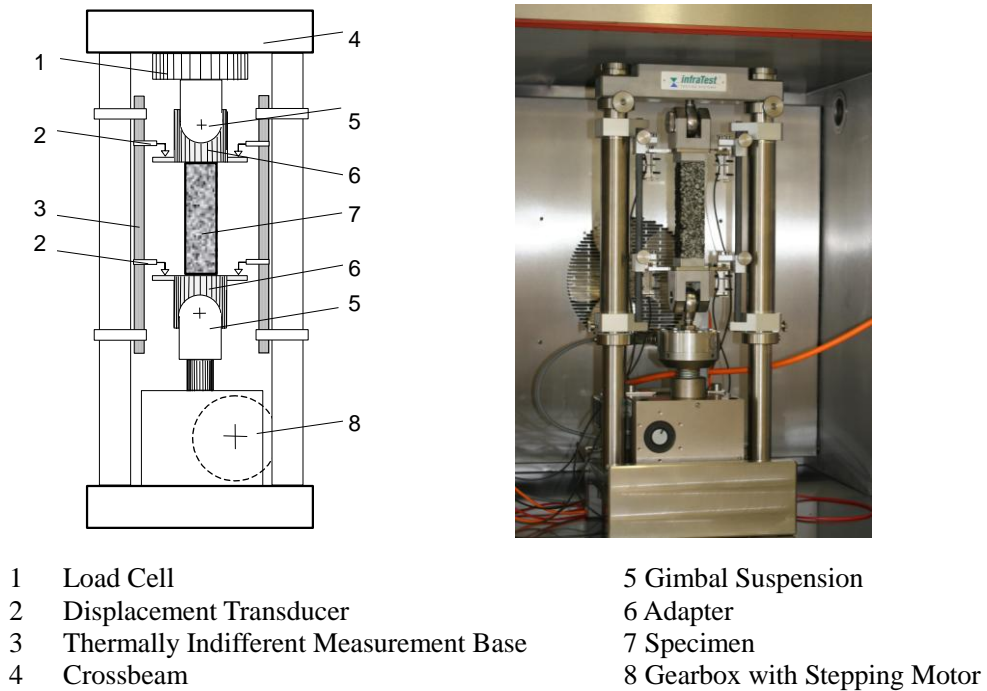 4
1
5
2
6
3
7
2
6
5
8
infraTest
1 Load Cell
2 Displacement Transducer
3 Thermally Indifferent Measurement Base
4 Crossbeam
5 Gimbal Suspension
6 Adapter
7 Specimen
8 Gearbox with Stepping Motor